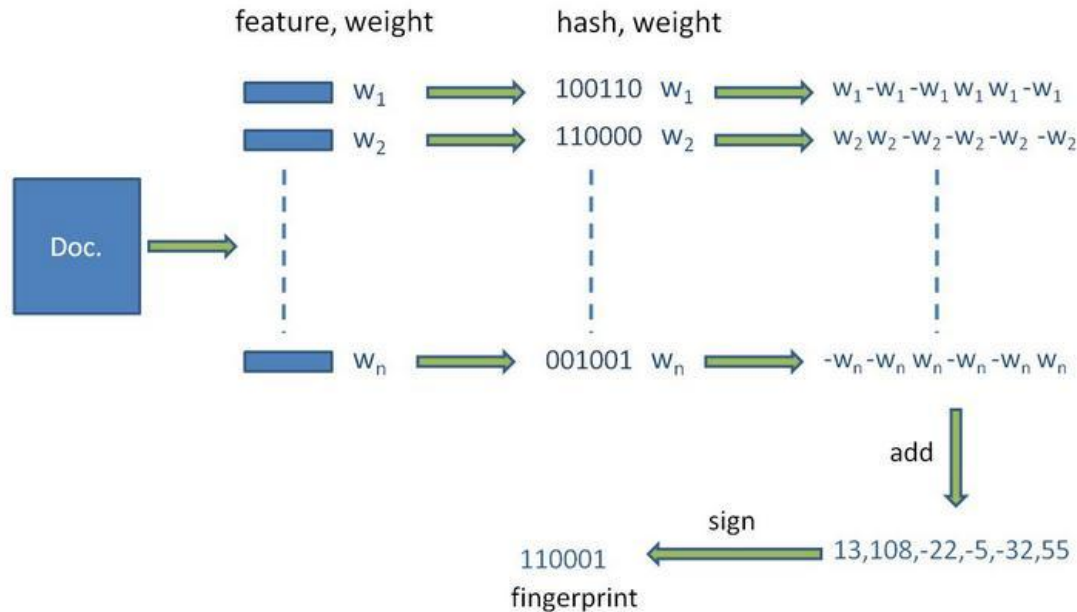 feature, weight hash, weight
w₁ 100110 w₁ w₁ -w₁ -w₁ w₁ w₁ -w₁
w₂ 110000 w₂ w₂ w₂ -w₂ -w₂ -w₂ -w₂
Doc.
wₙ 001001 wₙ -wₙ -wₙ wₙ -wₙ -wₙ wₙ
add
sign
110001 13,108,-22,-5,-32,55
fingerprint